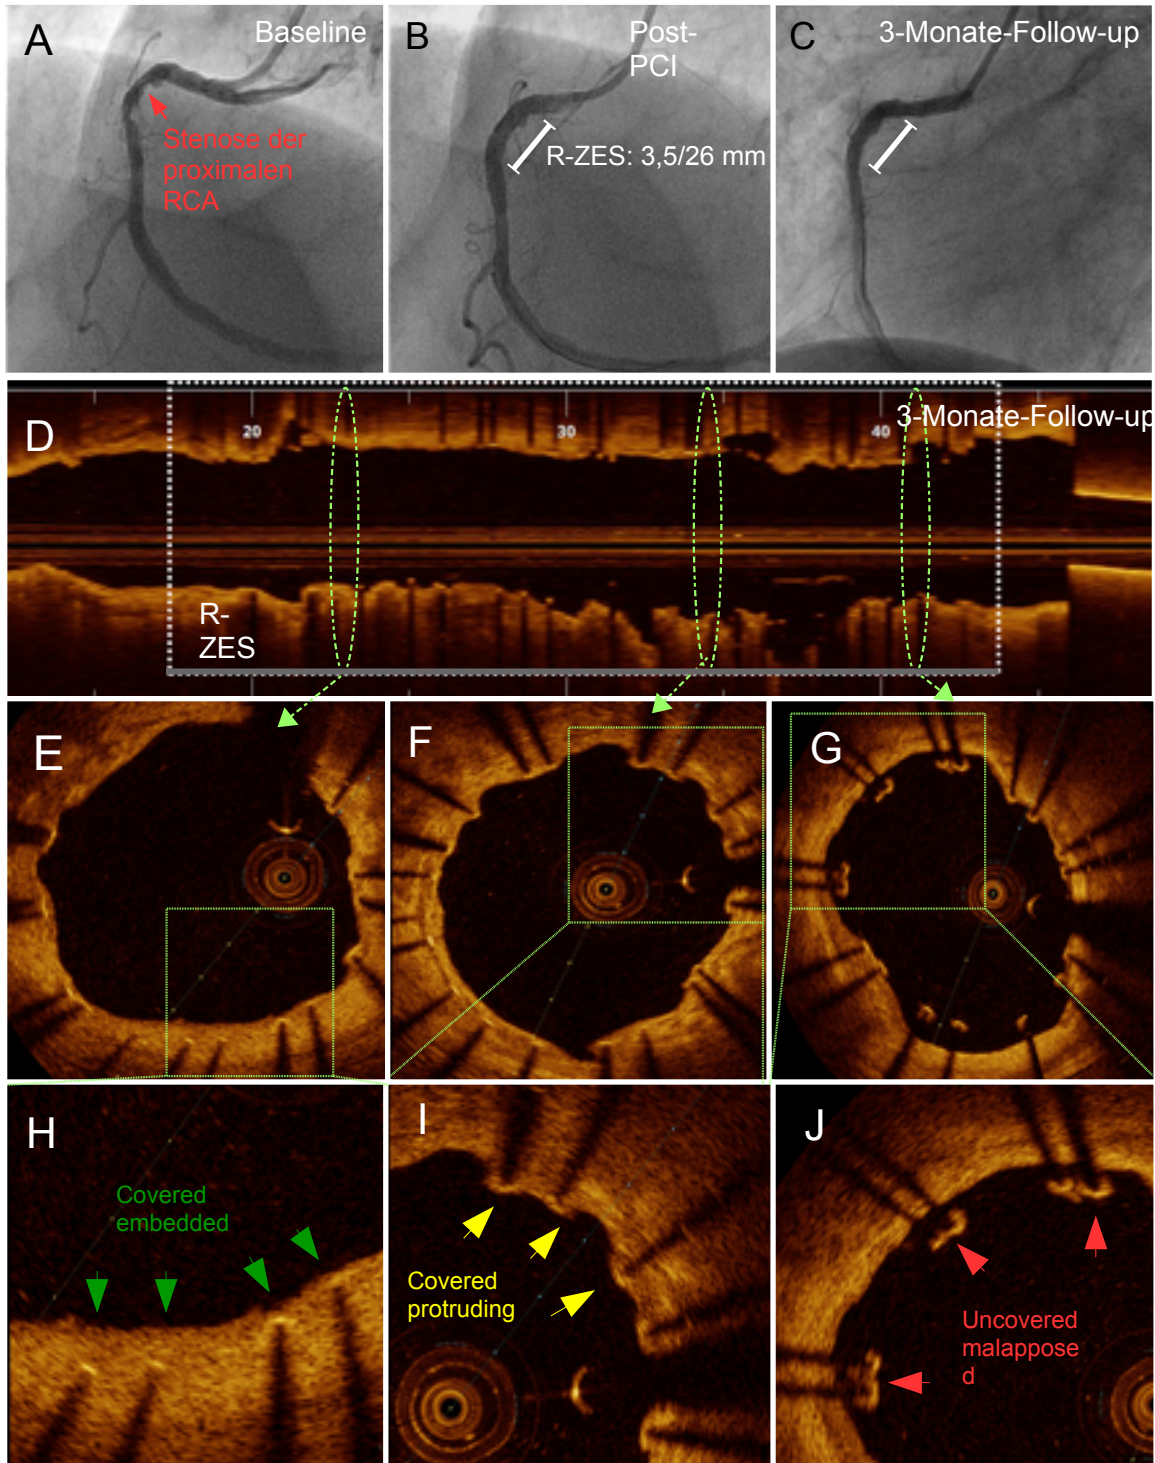 A
Baseline
Stenose der
proximalen
RCA
B
Post-
PCI
R-ZES: 3,5/26 mm
C
3-Monate-Follow-up
D
20
30
40
3-Monate-Follow-up
R-
ZES
E
F
G
H
Covered
embedded
I
Covered
protruding
J
Uncovered
malappose
d